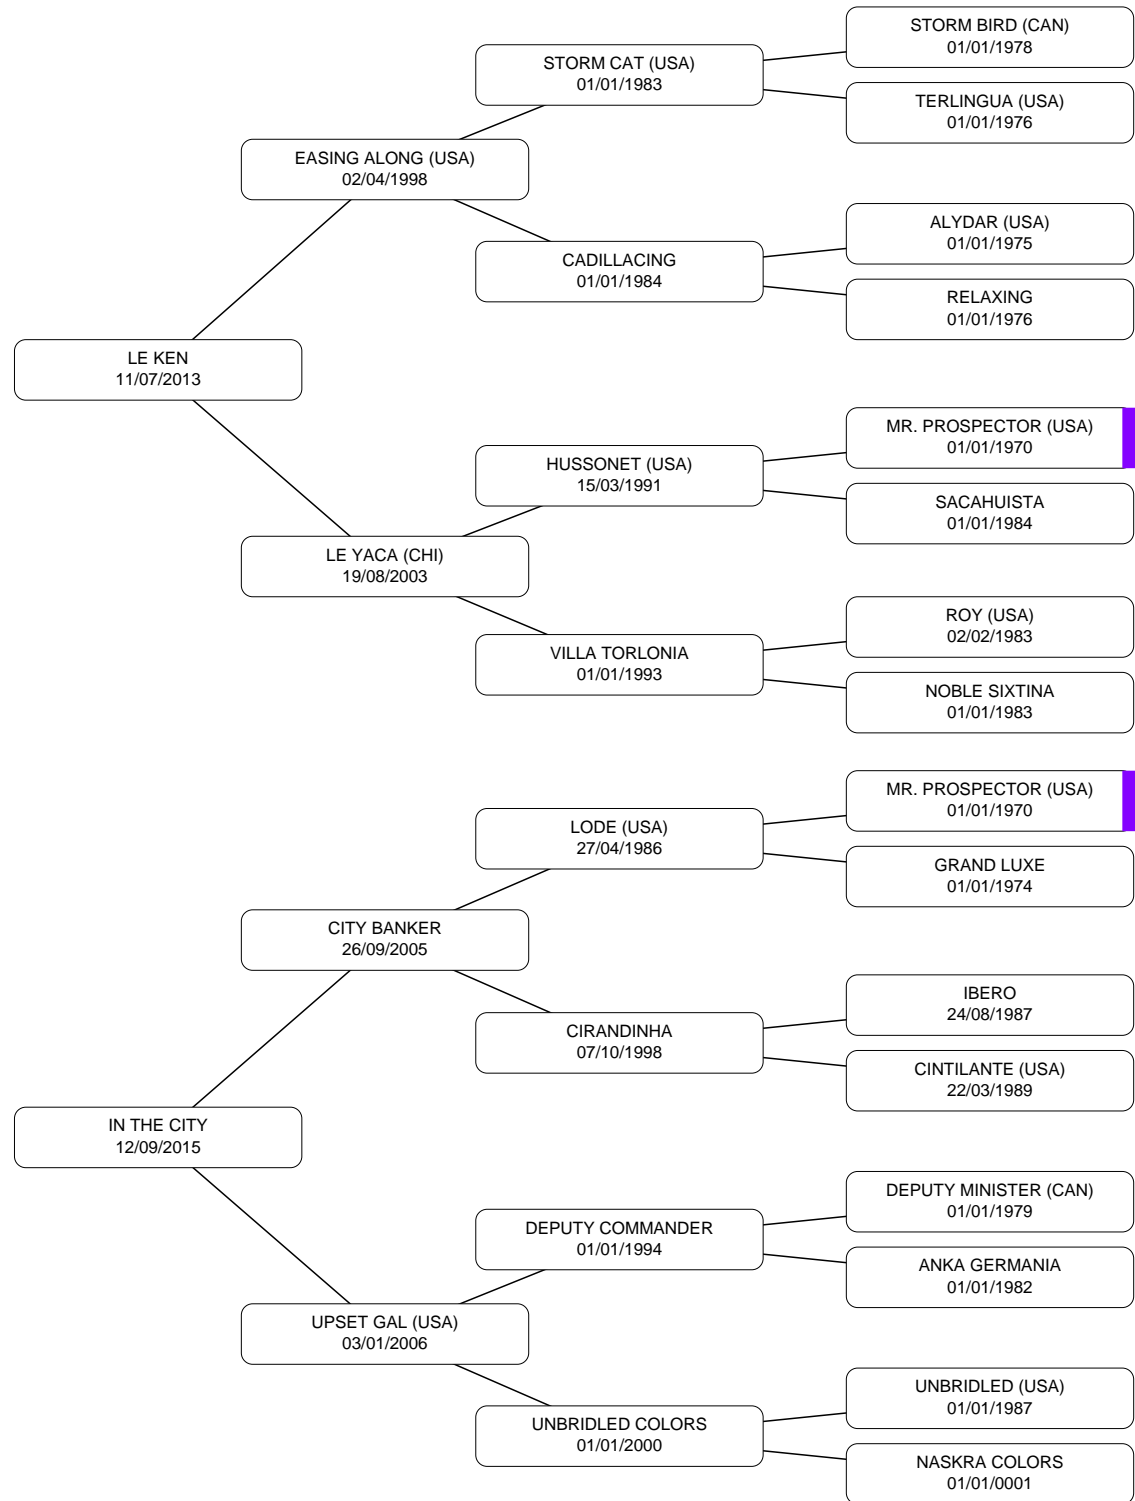 STORM BIRD (CAN)
01/01/1978
STORM CAT (USA)
01/01/1983
TERLINGUA (USA)
01/01/1976
EASING ALONG (USA)
02/04/1998
ALYDAR (USA)
01/01/1975
CADILLACING
01/01/1984
RELAXING
01/01/1976
LE KEN
11/07/2013
MR. PROSPECTOR (USA)
01/01/1970
HUSSONET (USA)
15/03/1991
SACAHUISTA
01/01/1984
LE YACA (CHI)
19/08/2003
ROY (USA)
02/02/1983
VILLA TORLONIA
01/01/1993
NOBLE SIXTINA
01/01/1983
MR. PROSPECTOR (USA)
01/01/1970
LODE (USA)
27/04/1986
GRAND LUXE
01/01/1974
CITY BANKER
26/09/2005
IBERO
24/08/1987
CIRANDINHA
07/10/1998
CINTILANTE (USA)
22/03/1989
IN THE CITY
12/09/2015
DEPUTY MINISTER (CAN)
01/01/1979
DEPUTY COMMANDER
01/01/1994
ANKA GERMANIA
01/01/1982
UPSET GAL (USA)
03/01/2006
UNBRIDLED (USA)
01/01/1987
UNBRIDLED COLORS
01/01/2000
NASKRA COLORS
01/01/0001